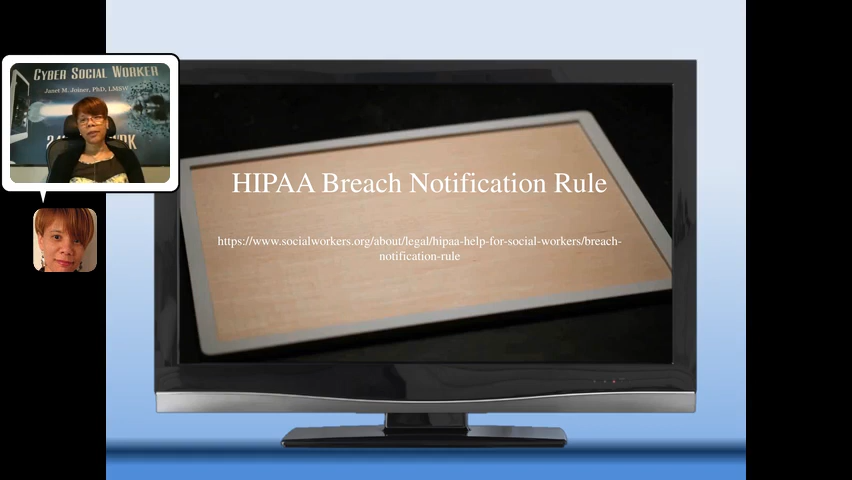 CYBER SOCIAL WORKER
Janet M. Joiner, PhD, LMSW
HIPAA Breach Notification Rule
https://www.socialworkers.org/about/legal/hipaa-help-for-social-workers/breach-
notification-rule